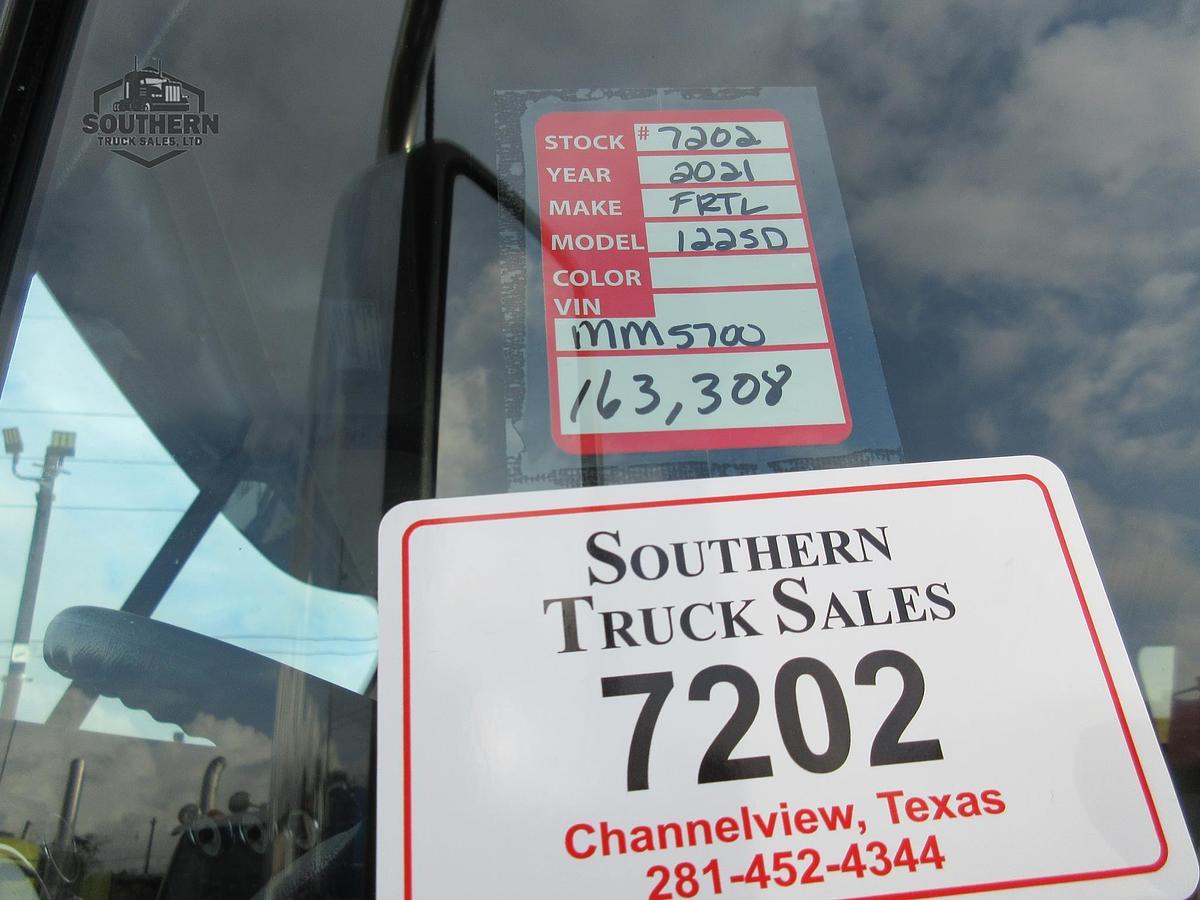 SOUTHERN
TRUCK SALES, LTD
STOCK # 7202
YEAR 2021
MAKE FRTL
MODEL 122SD
COLOR
VIN
MM5700
163,308
SOUTHERN
TRUCK SALES
7202
Channelview, Texas
281-452-4344